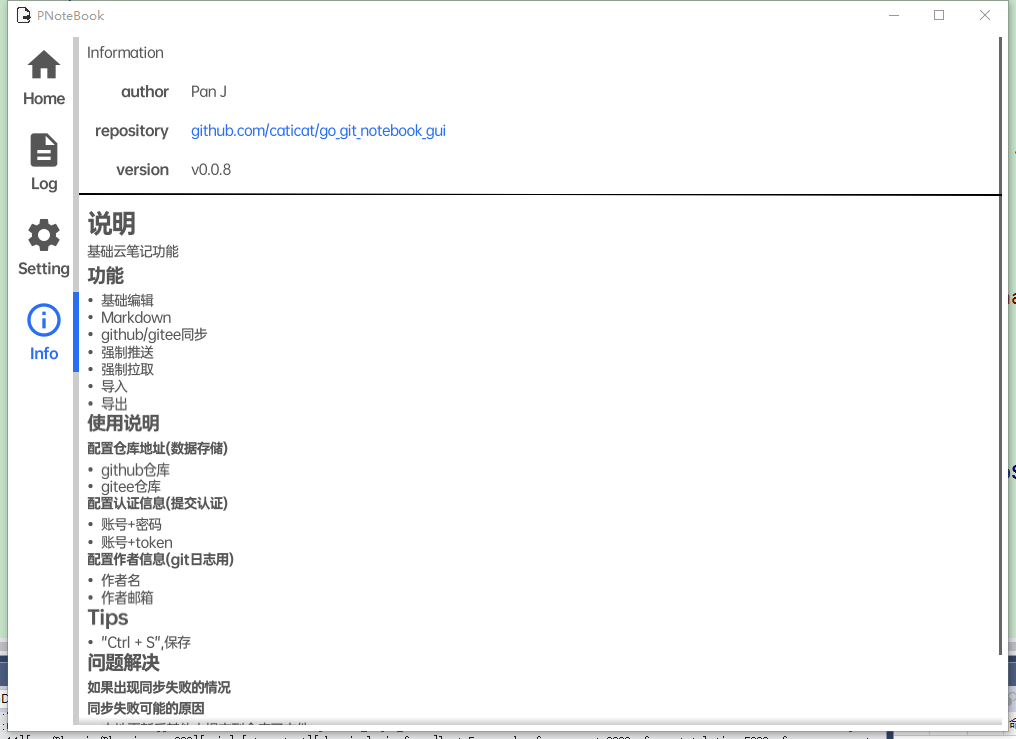 PNoteBook
Home
Log
Setting
Info
Information
author Pan J
repository github.com/caticat/go_git_notebook_gui
version v0.0.8
说明
基础云笔记功能
功能
• 基础编辑
• Markdown
• github/gitee同步
• 强制推送
• 强制拉取
• 导入
• 导出
使用说明
配置仓库地址(数据存储)
• github仓库
• gitee仓库
配置认证信息(提交认证)
• 账号+密码
• 账号+token
配置作者信息(git日志用)
• 作者名
• 作者邮箱
Tips
• "Ctrl + S",保存
问题解决
如果出现同步失败的情况
同步失败可能的原因